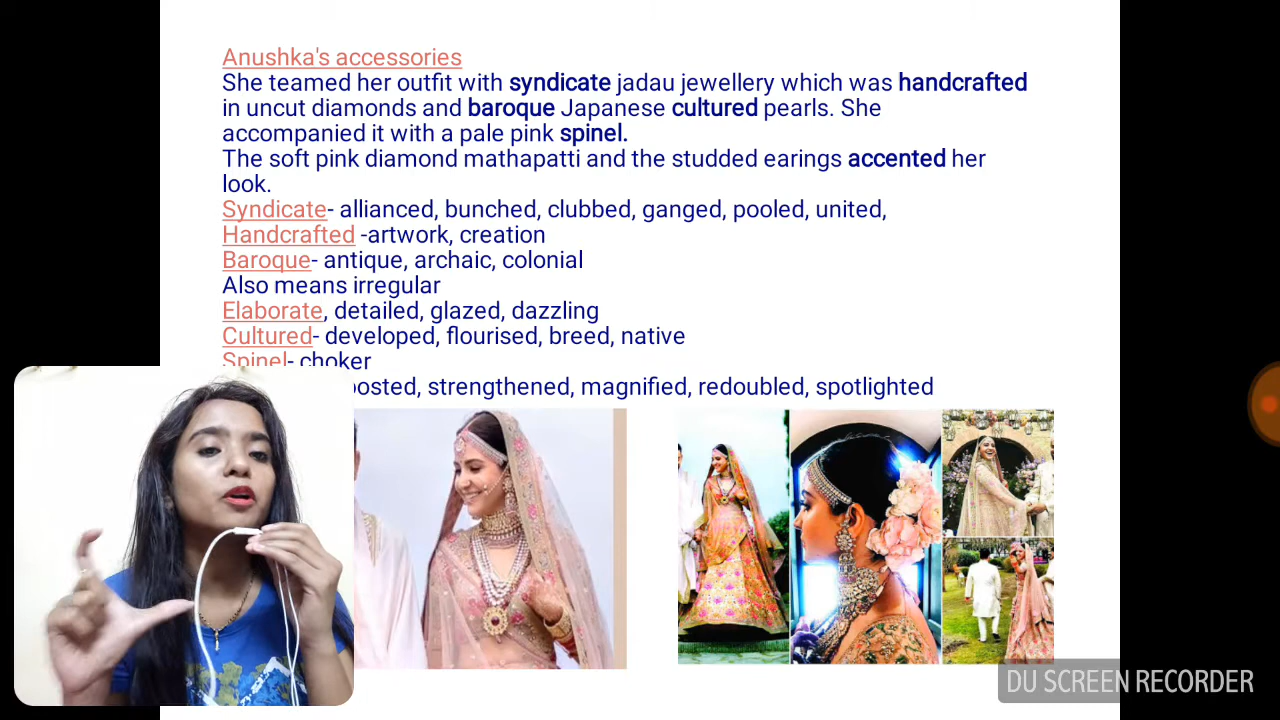 Anushka's accessories
She teamed her outfit with syndicate jadau jewellery which was handcrafted
in uncut diamonds and baroque Japanese cultured pearls. She
accompanied it with a pale pink spinel.
The soft pink diamond mathapatti and the studded earings accented her
look.
Syndicate- allianced, bunched, clubbed, ganged, pooled, united,
Handcrafted -artwork, creation
Baroque- antique, archaic, colonial
Also means irregular
Elaborate, detailed, glazed, dazzling
Cultured- developed, flourised, breed, native
Spinel- choker
strengthened, magnified, redoubled, spotlighted
DU SCREEN RECORDER